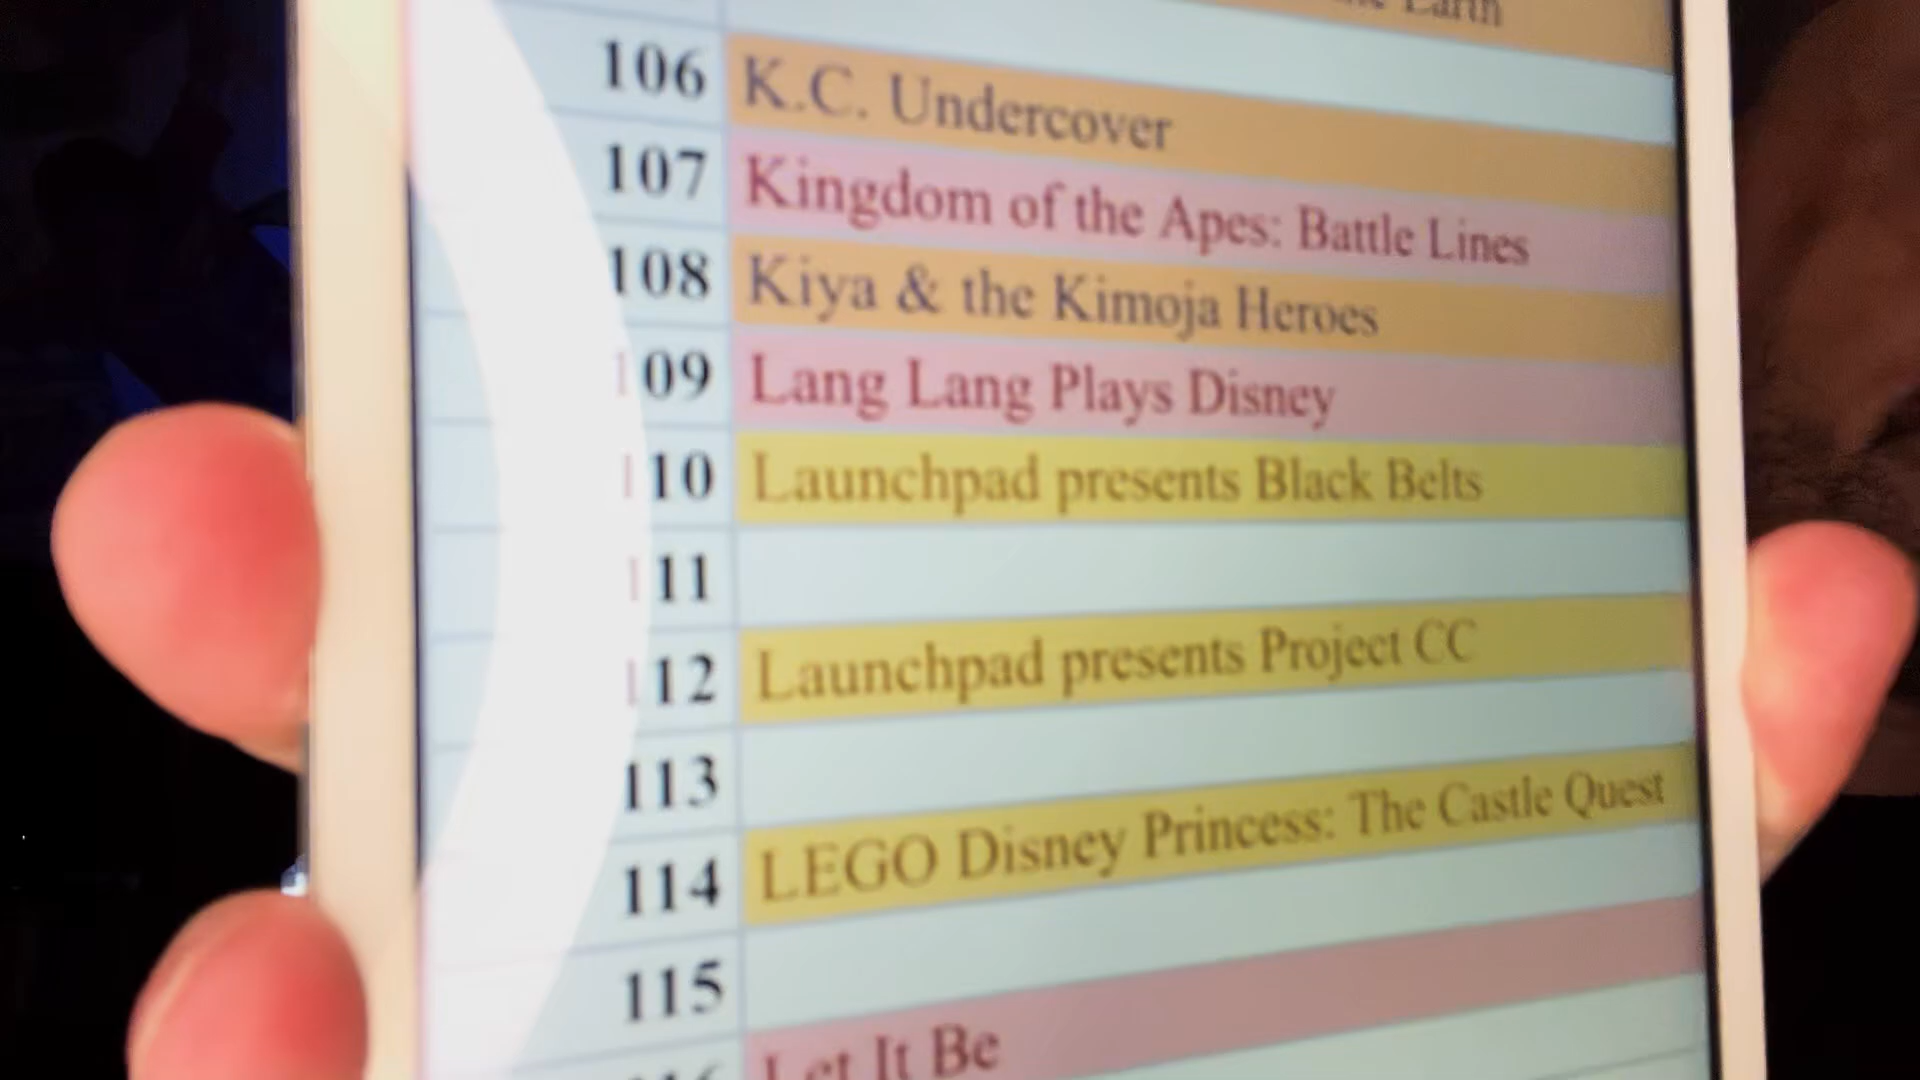 Earth
106 K.C. Undercover
107 Kingdom of the Apes: Battle Lines
108 Kiya & the Kimoja Heroes
109 Lang Lang Plays Disney
110 Launchpad presents Black Belts
111
112 Launchpad presents Project CC
113
114 LEGO Disney Princess: The Castle Quest
115
Let It Be